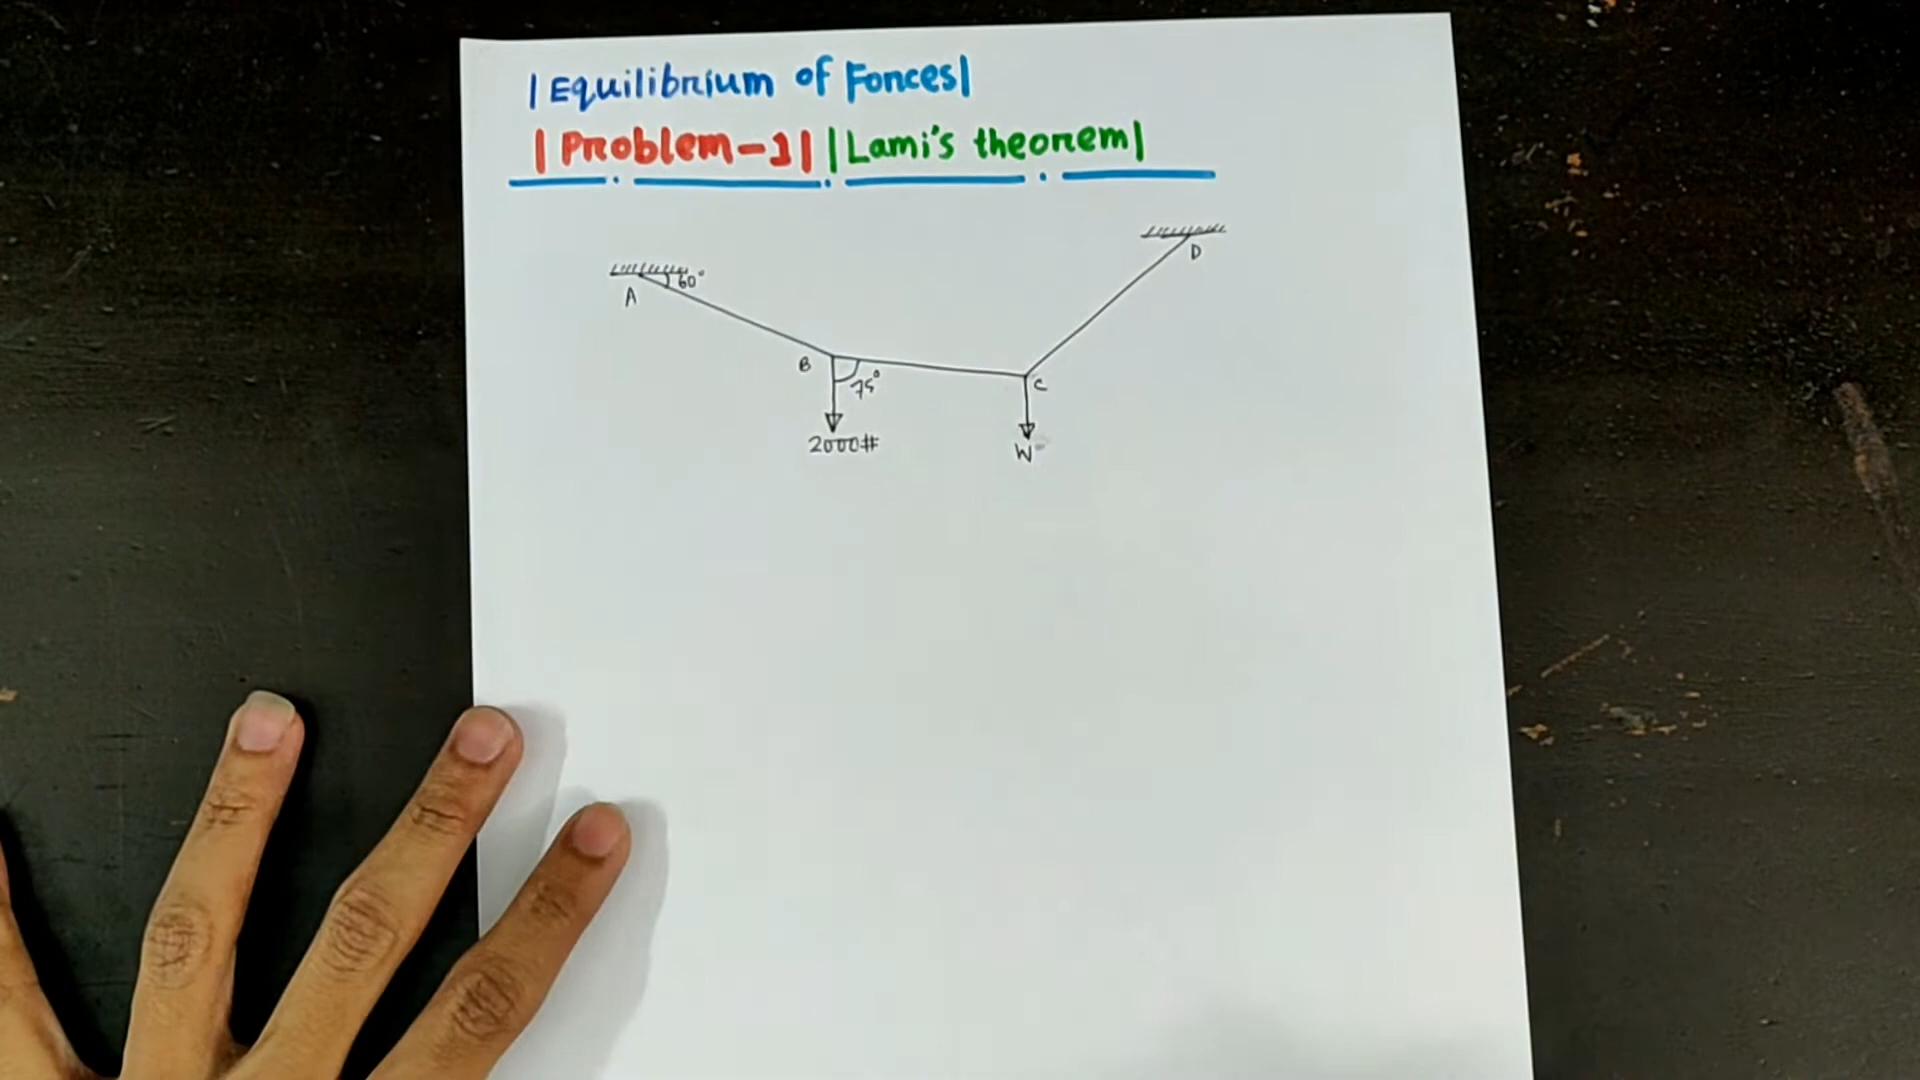 |Equilibrium of Forces|
|Problem-1||Lami's theorem|
D
60°
A
B
75°
C
2000#
W